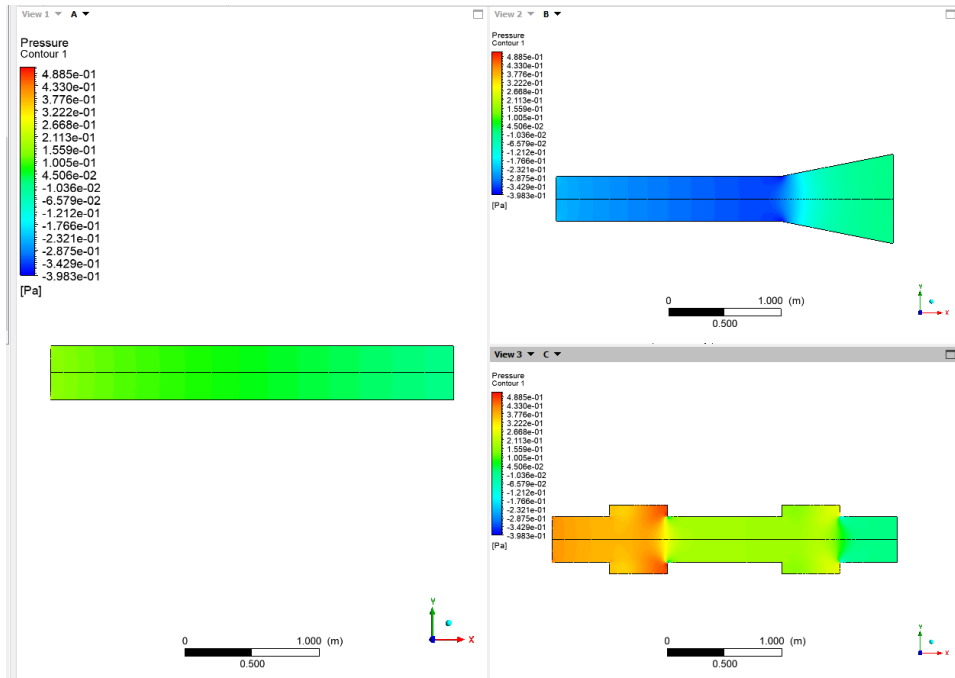 View 1 A
Pressure
Contour 1
4.885e-01
4.330e-01
3.776e-01
3.222e-01
2.668e-01
2.113e-01
1.559e-01
1.005e-01
4.506e-02
-1.036e-02
-6.579e-02
-1.212e-01
-1.766e-01
-2.321e-01
-2.875e-01
-3.429e-01
-3.983e-01
[Pa]
0 1.000 (m)
0.500
Y
X
View 2 B
Pressure
Contour 1
4.885e-01
4.330e-01
3.776e-01
3.222e-01
2.668e-01
2.113e-01
1.559e-01
1.005e-01
4.506e-02
-1.036e-02
-6.579e-02
-1.212e-01
-1.766e-01
-2.321e-01
-2.875e-01
-3.429e-01
-3.983e-01
[Pa]
0 1.000 (m)
0.500
Y
X
View 3 C
Pressure
Contour 1
4.885e-01
4.330e-01
3.776e-01
3.222e-01
2.668e-01
2.113e-01
1.559e-01
1.005e-01
4.506e-02
-1.036e-02
-6.579e-02
-1.212e-01
-1.766e-01
-2.321e-01
-2.875e-01
-3.429e-01
-3.983e-01
[Pa]
0 1.000 (m)
0.500
Y
X